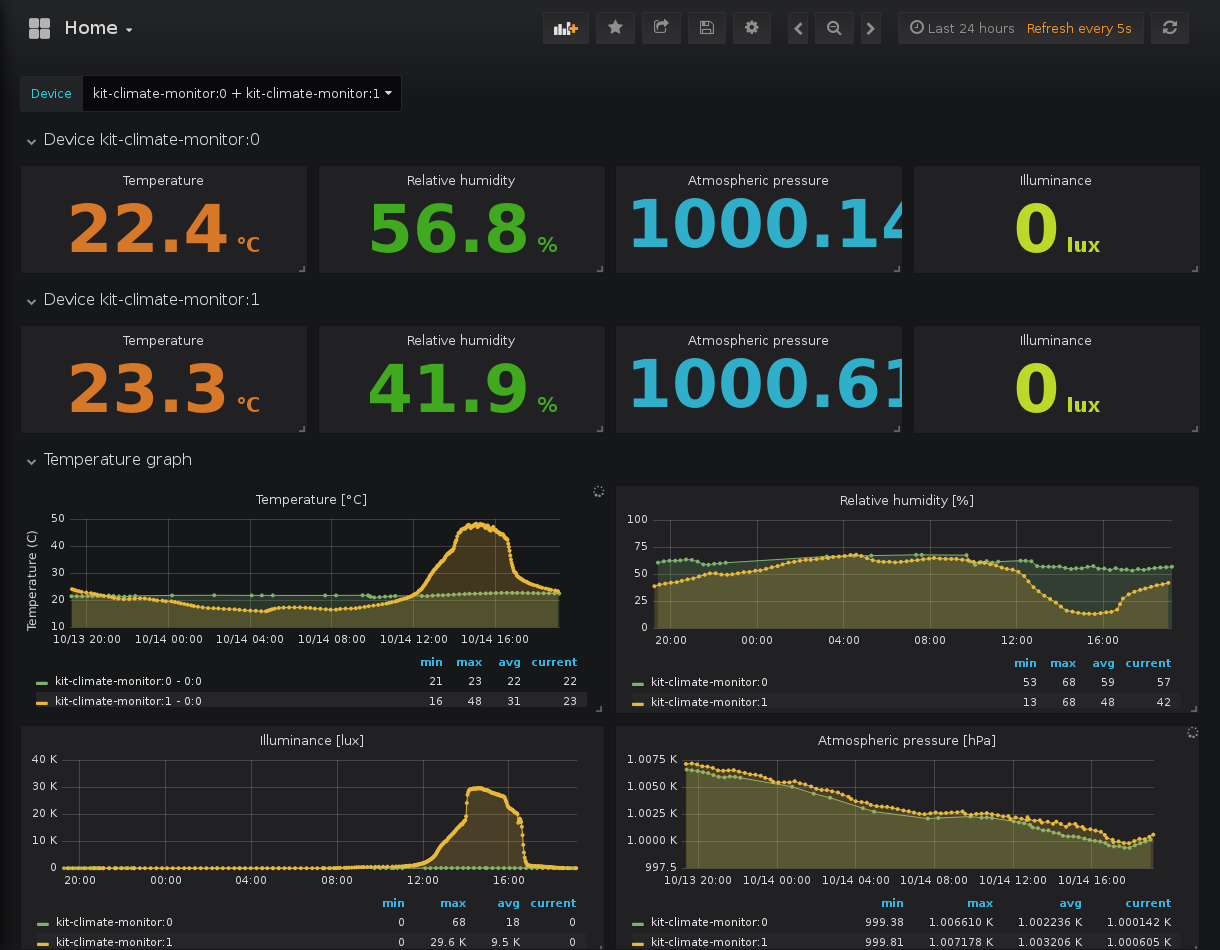 Home
Last 24 hours Refresh every 5s
Device kit-climate-monitor:0 + kit-climate-monitor:1
Device kit-climate-monitor:0
Temperature Relative humidity Atmospheric pressure Illuminance
22.4 °C 56.8 % 1000.14 0 lux
Device kit-climate-monitor:1
Temperature Relative humidity Atmospheric pressure Illuminance
23.3 °C 41.9 % 1000.61 0 lux
Temperature graph
Temperature [°C]
Temperature (C)
50
40
30
20
10
10/13 20:00 10/14 00:00 10/14 04:00 10/14 08:00 10/14 12:00 10/14 16:00
min max avg current
kit-climate-monitor:0 - 0:0 21 23 22 22
kit-climate-monitor:1 - 0:0 16 48 31 23
Relative humidity [%]
100
75
50
25
0
20:00 00:00 04:00 08:00 12:00 16:00
min max avg current
kit-climate-monitor:0 53 68 59 57
kit-climate-monitor:1 13 68 48 42
Illuminance [lux]
40 K
30 K
20 K
10 K
0
20:00 00:00 04:00 08:00 12:00 16:00
min max avg current
kit-climate-monitor:0 0 68 18 0
kit-climate-monitor:1 0 29.6 K 9.5 K 0
Atmospheric pressure [hPa]
1.0075 K
1.0050 K
1.0025 K
1.0000 K
997.5
10/13 20:00 10/14 00:00 10/14 04:00 10/14 08:00 10/14 12:00 10/14 16:00
min max avg current
kit-climate-monitor:0 999.38 1.006610 K 1.002236 K 1.000142 K
kit-climate-monitor:1 999.81 1.007178 K 1.003206 K 1.000605 K